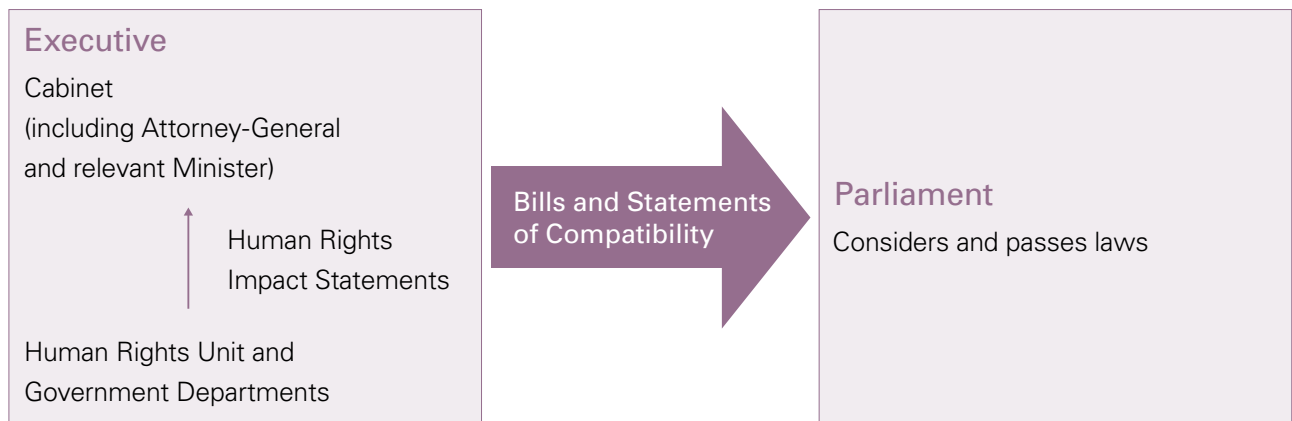 Executive
Cabinet
(including Attorney-General
and relevant Minister)
Human Rights
Impact Statements
Human Rights Unit and
Government Departments
Bills and Statements
of Compatibility
Parliament
Considers and passes laws